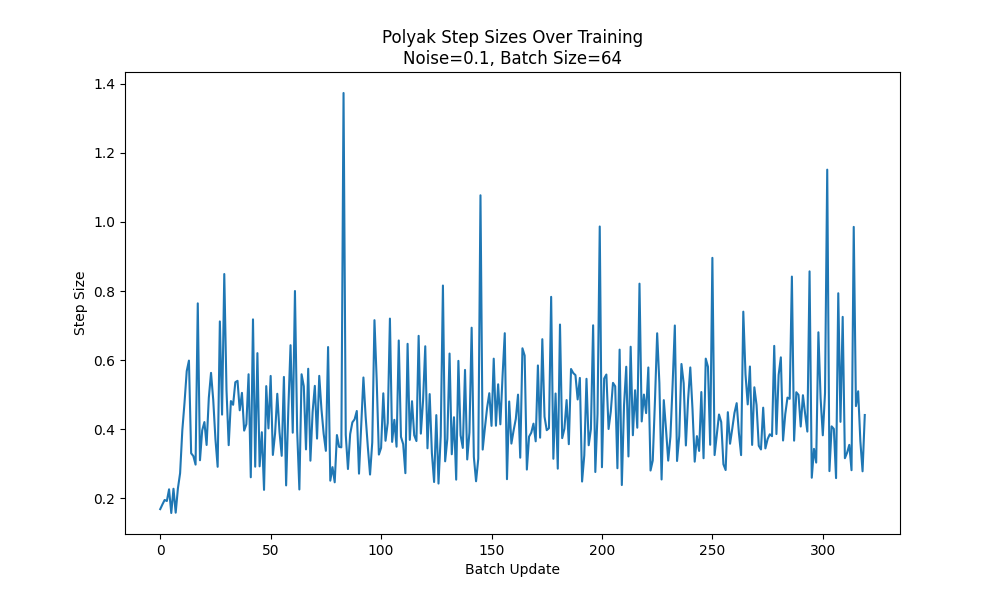 Polyak Step Sizes Over Training
Noise=0.1, Batch Size=64
1.4
1.2
1.0
0.8
0.6
0.4
0.2
Step Size
0 50 100 150 200 250 300
Batch Update